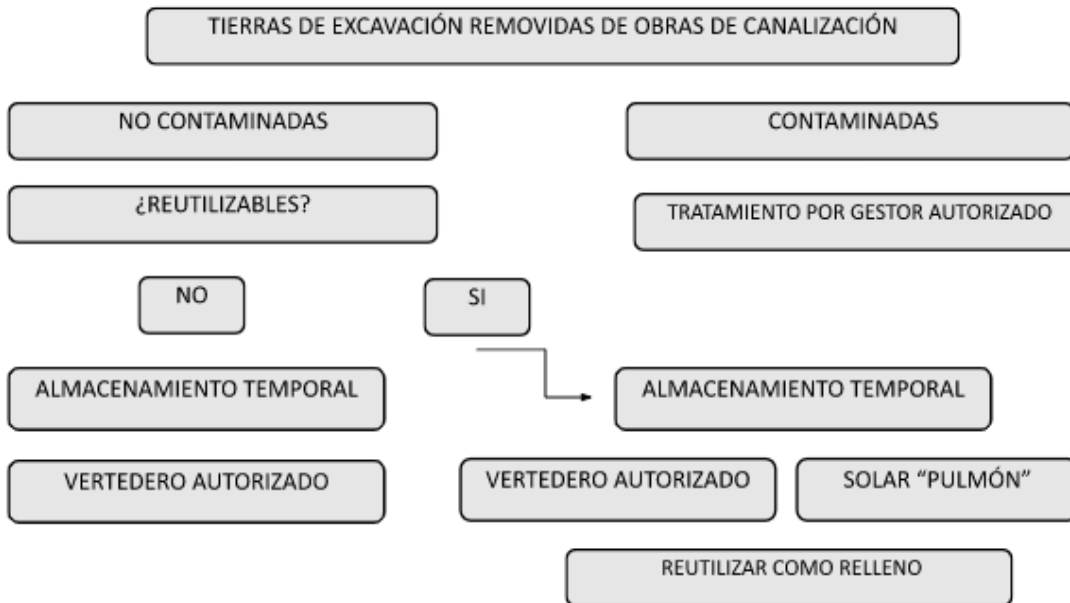 TIERRAS DE EXCAVACIÓN REMOVIDAS DE OBRAS DE CANALIZACIÓN
NO CONTAMINADAS
CONTAMINADAS
¿REUTILIZABLES?
TRATAMIENTO POR GESTOR AUTORIZADO
NO
SI
ALMACENAMIENTO TEMPORAL
ALMACENAMIENTO TEMPORAL
VERTEDERO AUTORIZADO
VERTEDERO AUTORIZADO
SOLAR “PULMÓN”
REUTILIZAR COMO RELLENO